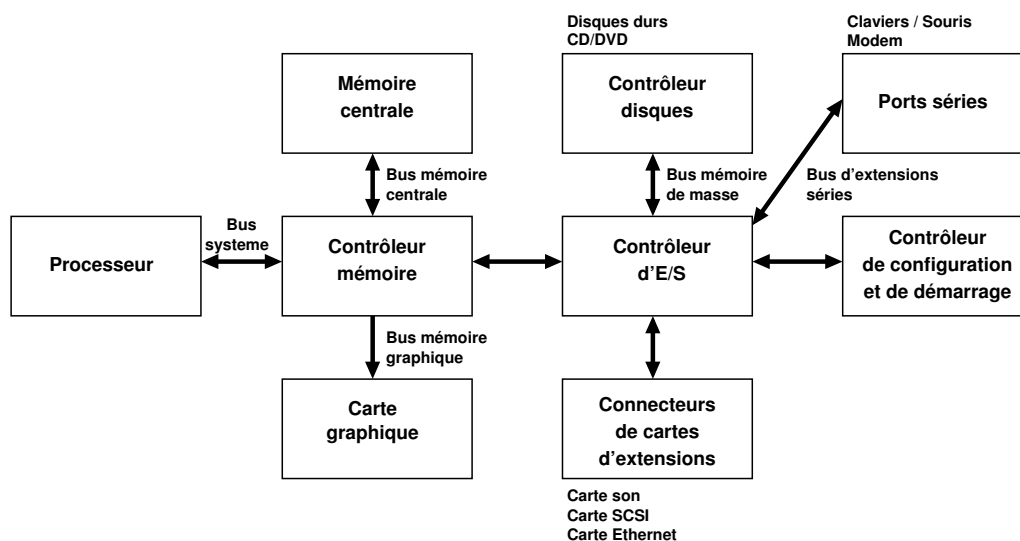 Disques durs
CD/DVD
Claviers / Souris
Modem
Mémoire
centrale
Contrôleur
disques
Ports séries
Bus mémoire
centrale
Bus mémoire
de masse
Bus d'extensions
séries
Processeur
Bus
systeme
Contrôleur
mémoire
Contrôleur
d'E/S
Contrôleur
de configuration
et de démarrage
Bus mémoire
graphique
Carte
graphique
Connecteurs
de cartes
d'extensions
Carte son
Carte SCSI
Carte Ethernet